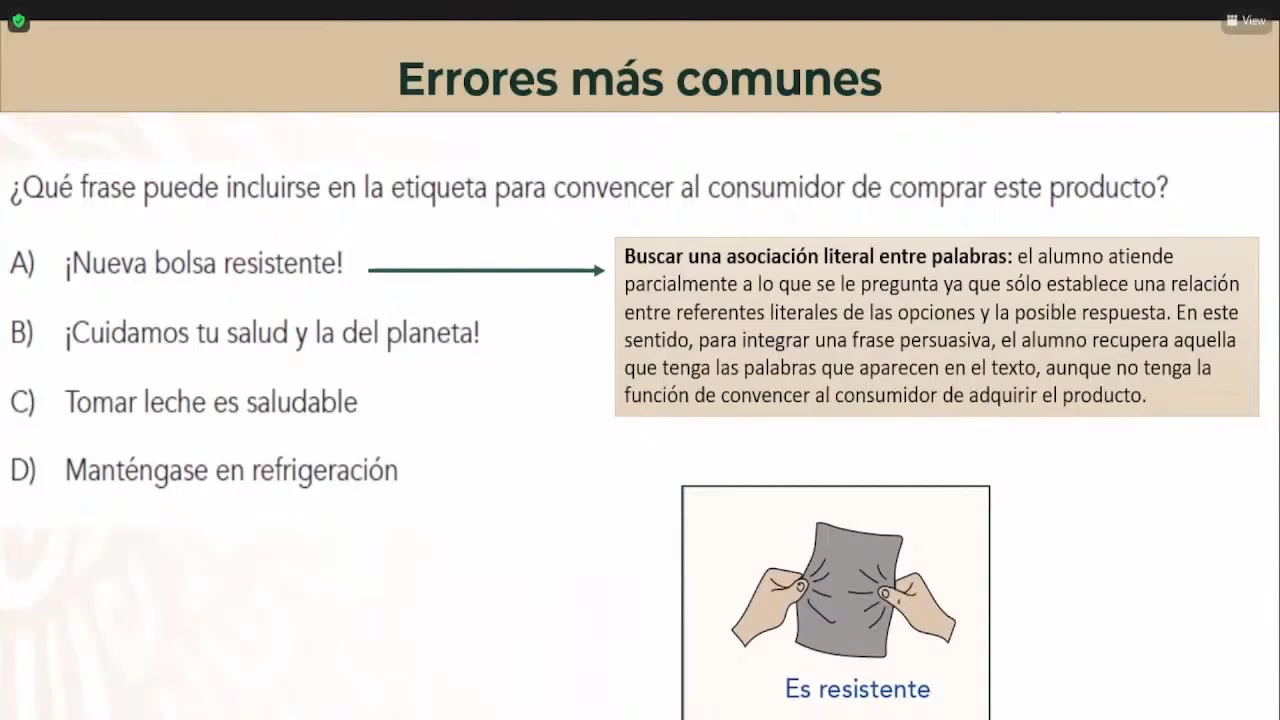 View
Errores más comunes
¿Qué frase puede incluirse en la etiqueta para convencer al consumidor de comprar este producto?
A) ¡Nueva bolsa resistente!
B) ¡Cuidamos tu salud y la del planeta!
C) Tomar leche es saludable
D) Manténgase en refrigeración
Buscar una asociación literal entre palabras: el alumno atiende
parcialmente a lo que se le pregunta ya que sólo establece una relación
entre referentes literales de las opciones y la posible respuesta. En este
sentido, para integrar una frase persuasiva, el alumno recupera aquella
que tenga las palabras que aparecen en el texto, aunque no tenga la
función de convencer al consumidor de adquirir el producto.
Es resistente